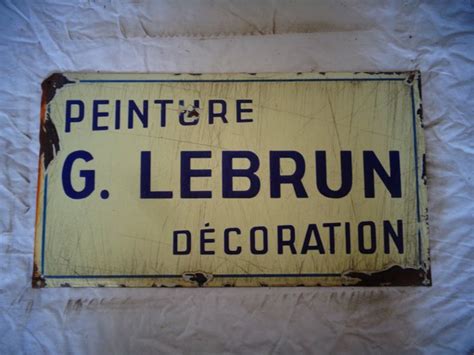 PEINTURE
G. LEBRUN
DÉCORATION